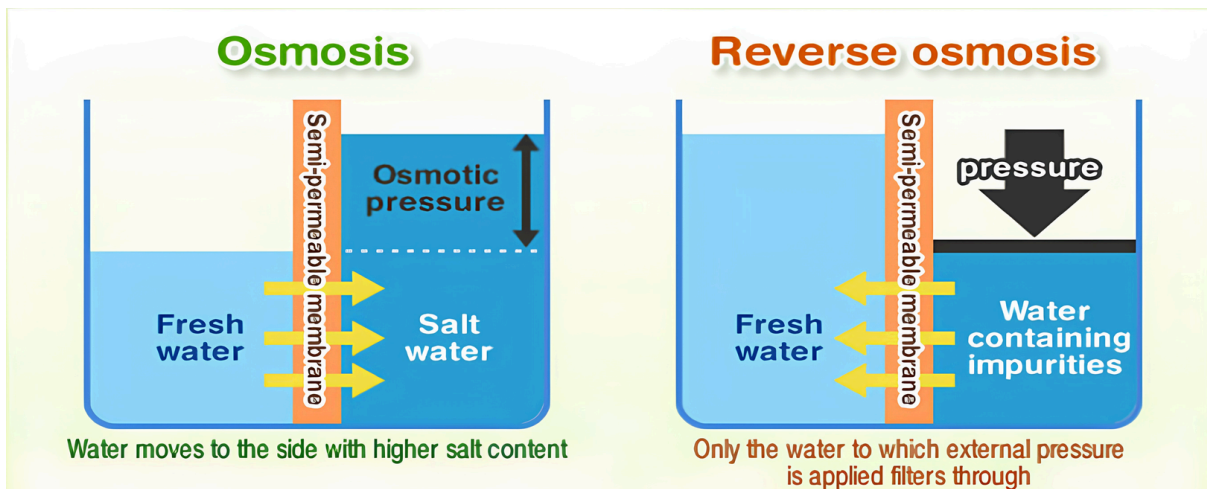 Osmosis
Semi-permeable membrane
Osmotic
pressure
Fresh
water
Salt
water
Water moves to the side with higher salt content
Reverse osmosis
Semi-permeable membrane
pressure
Fresh
water
Water
containing
impurities
Only the water to which external pressure
is applied filters through